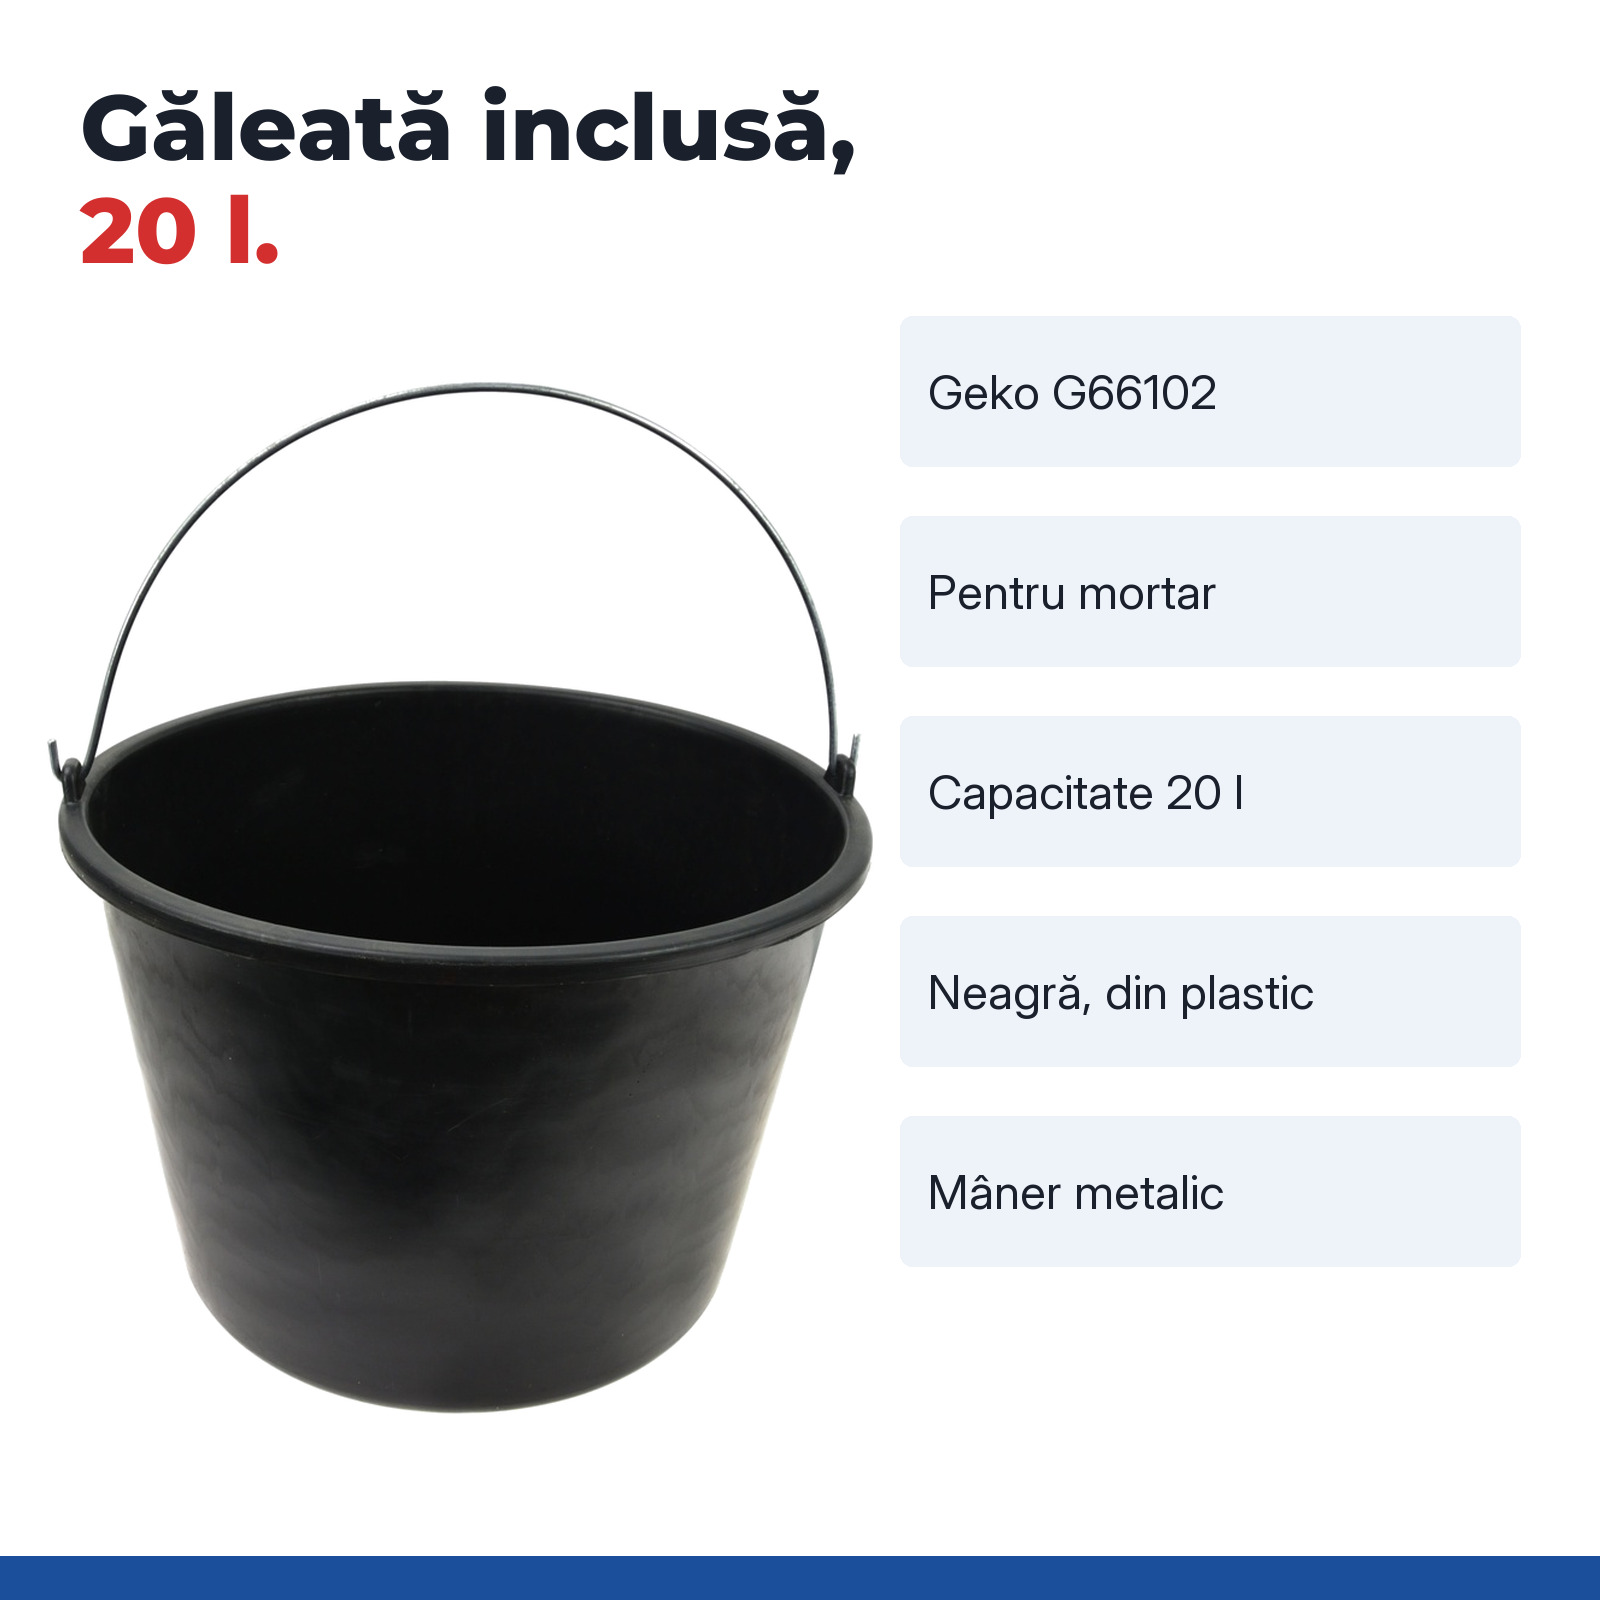 Găleată inclusă,
20 l.
Geko G66102
Pentru mortar
Capacitate 20 l
Neagră, din plastic
Mâner metalic